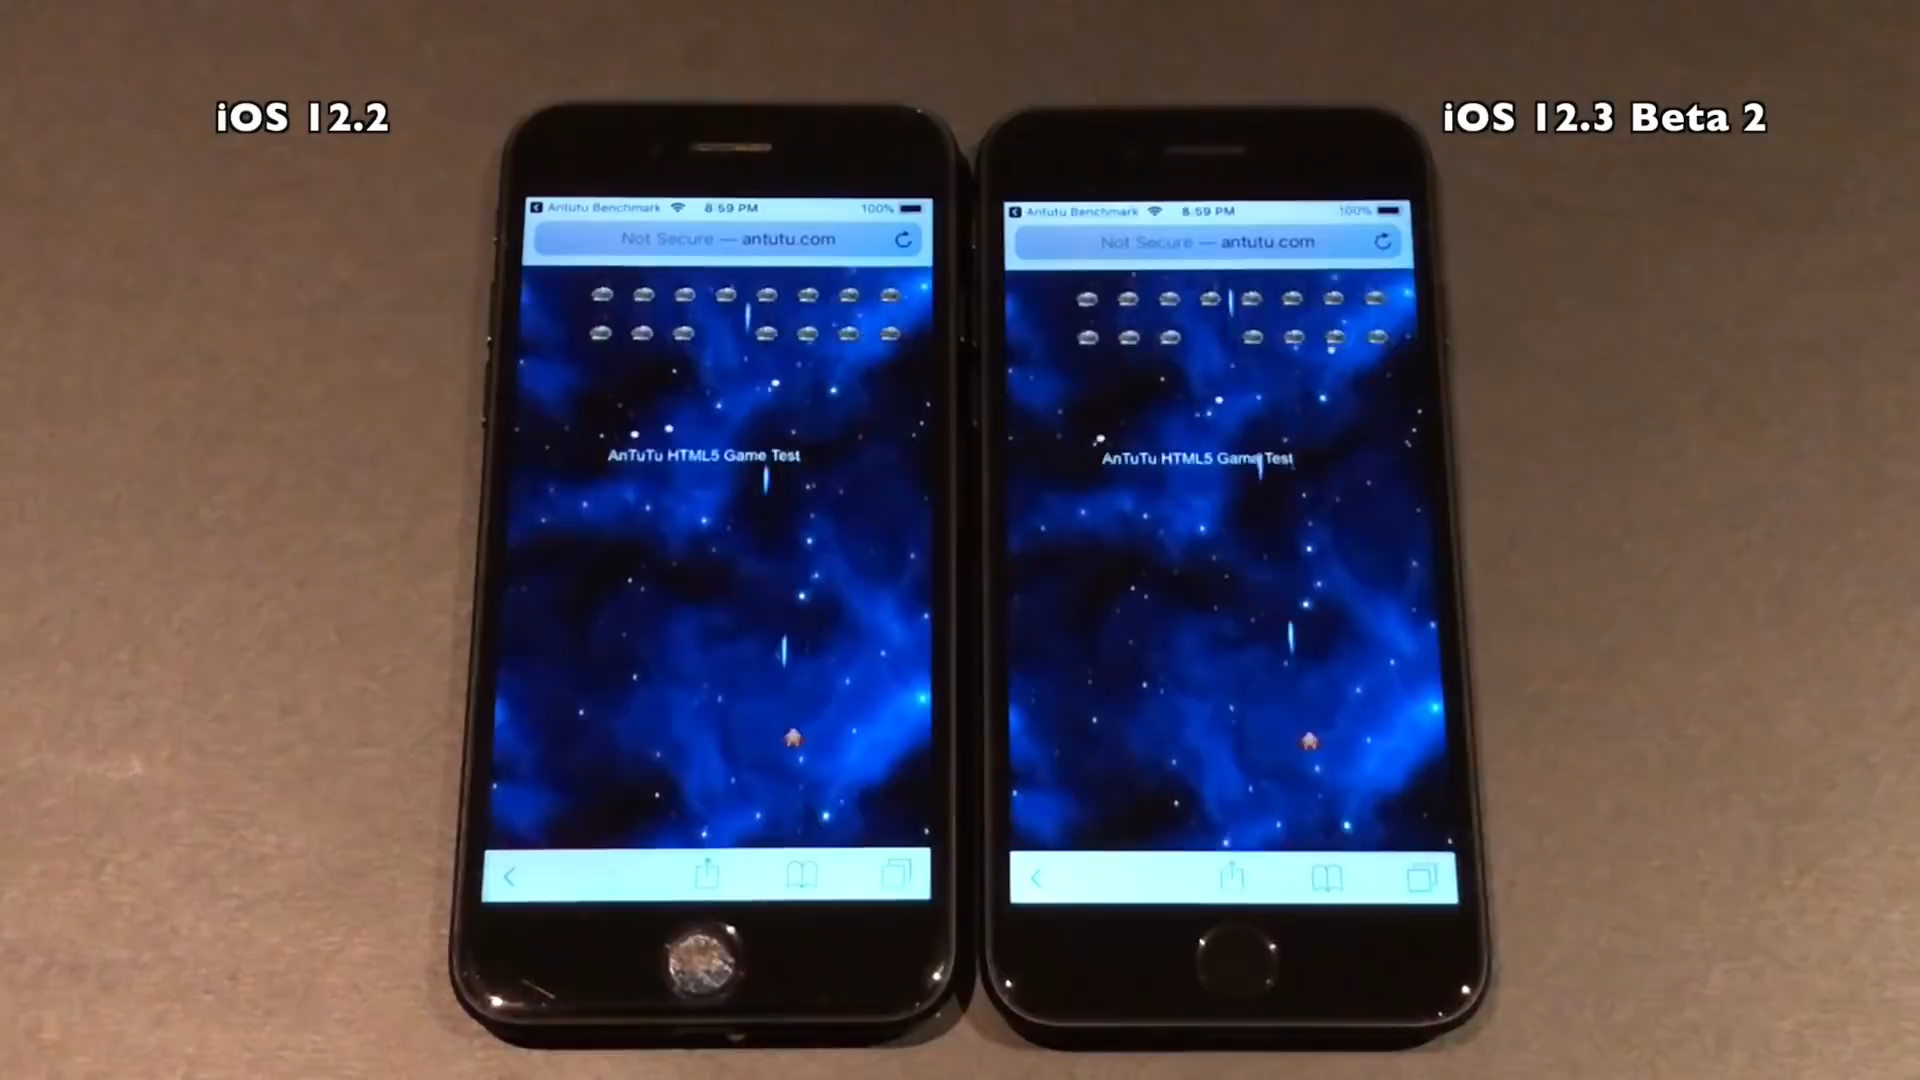 iOS 12.2
iOS 12.3 Beta 2
Antutu Benchmark 8:59 PM 100%
Not Secure — antutu.com
AnTuTu HTML5 Game Test
Antutu Benchmark 8:59 PM 100%
Not Secure — antutu.com
AnTuTu HTML5 Game Test